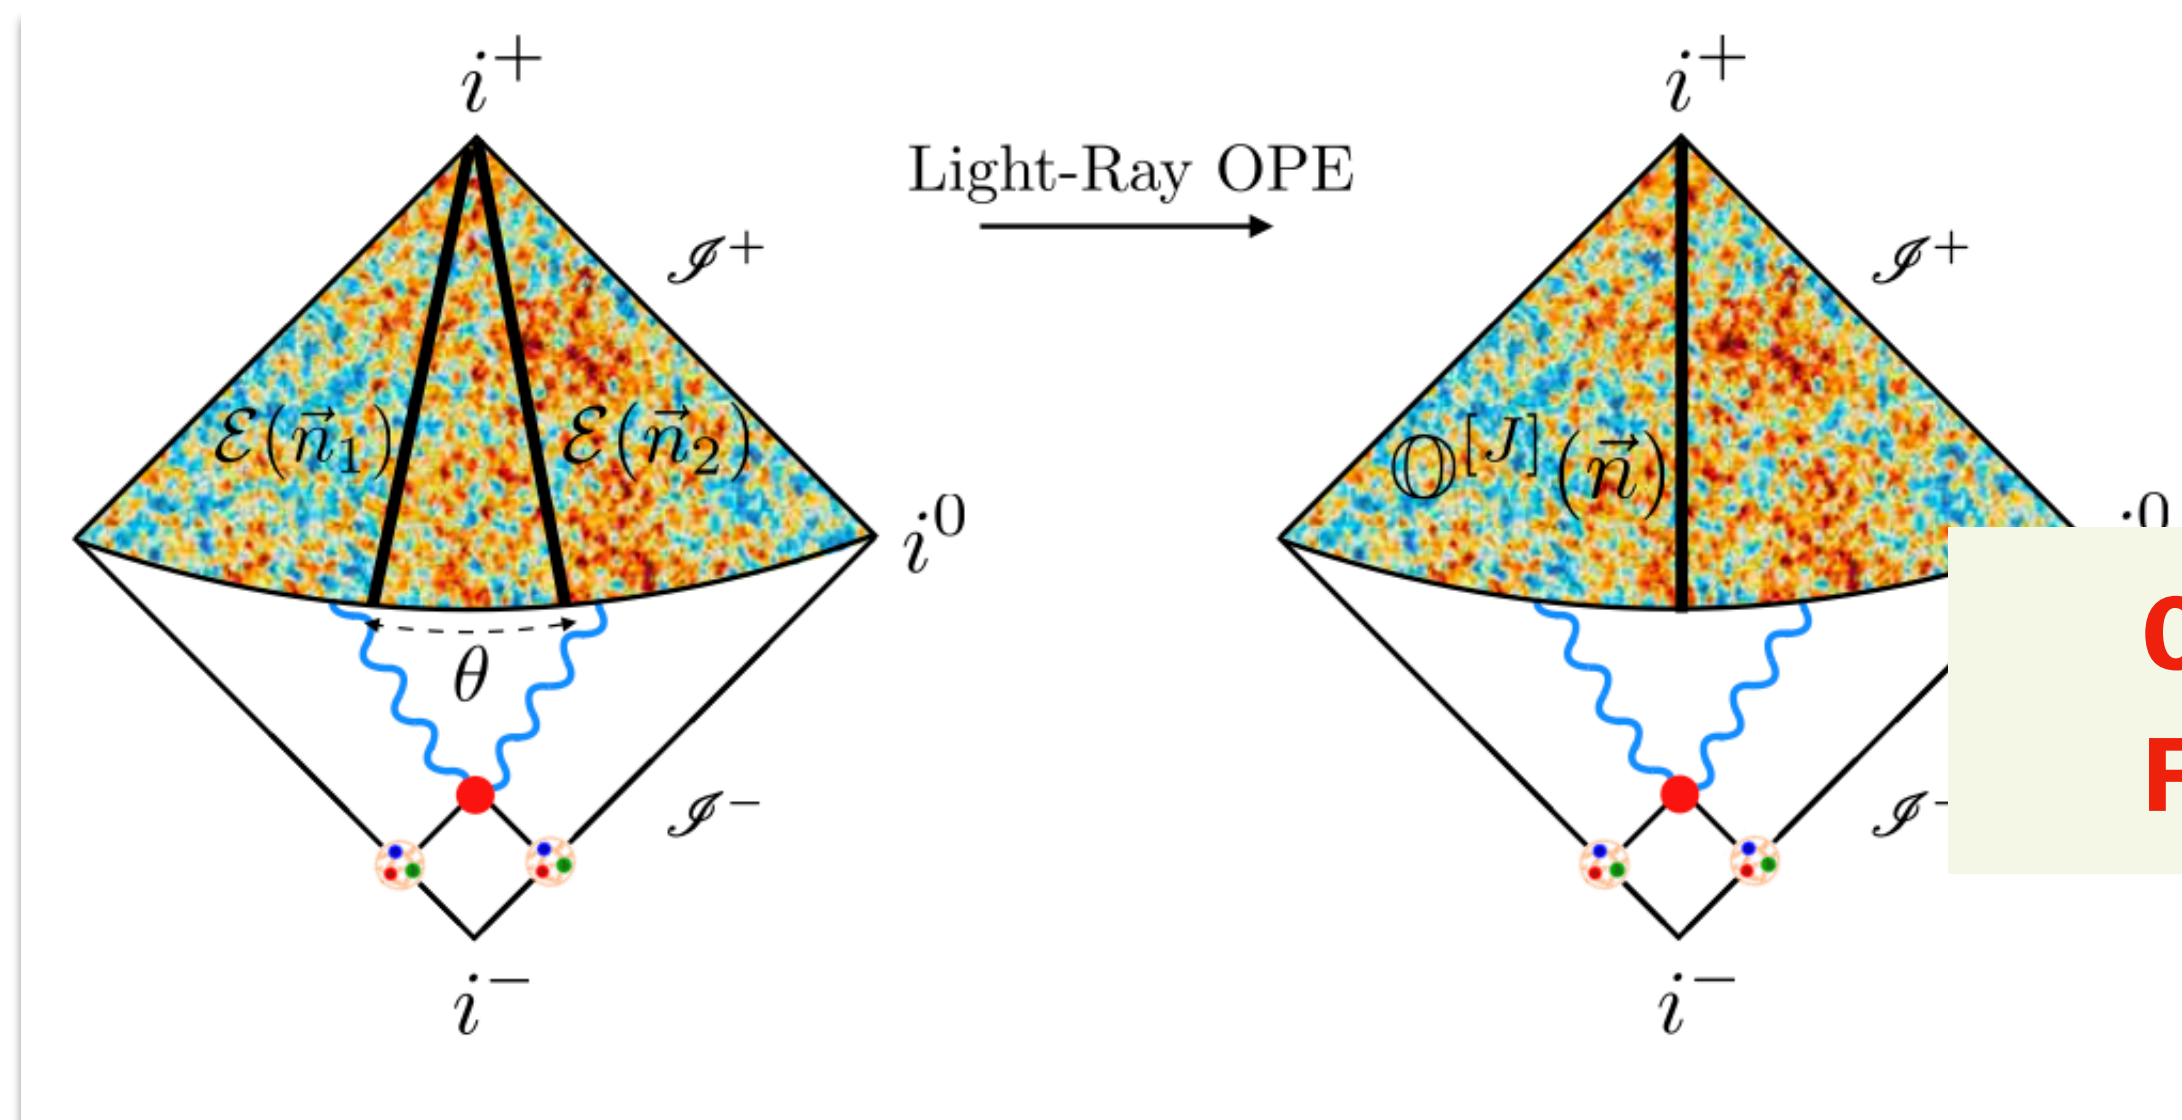 i⁺
i⁺
Light-Ray OPE
ℐ⁺
ℐ⁺
ℰ(n⃗₁)
ℰ(n⃗₂)
𝕆^[J](n⃗)
i⁰
θ
ℐ⁻
ℐ⁻
i⁻
i⁻